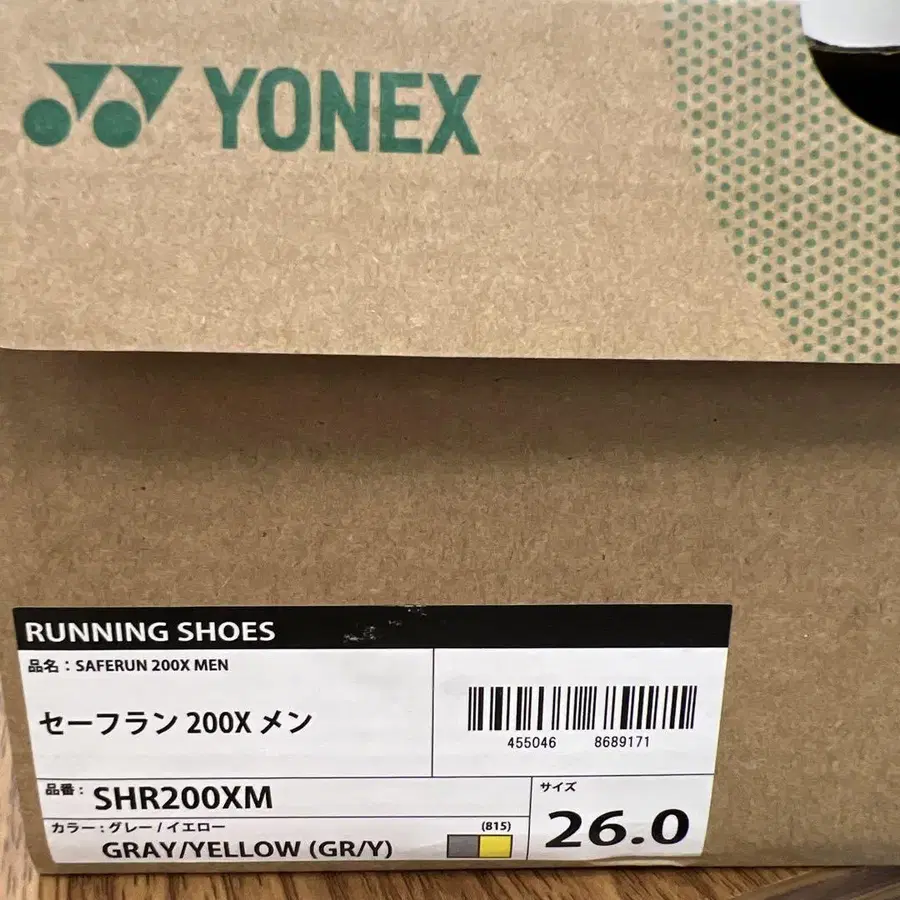 YONEX
RUNNING SHOES
品名：SAFERUN 200X MEN
セーフラン 200X メン
455046 8689171
品番： SHR200XM
サイズ
26.0
カラー：グレー / イエロー (815)
GRAY/YELLOW (GR/Y)